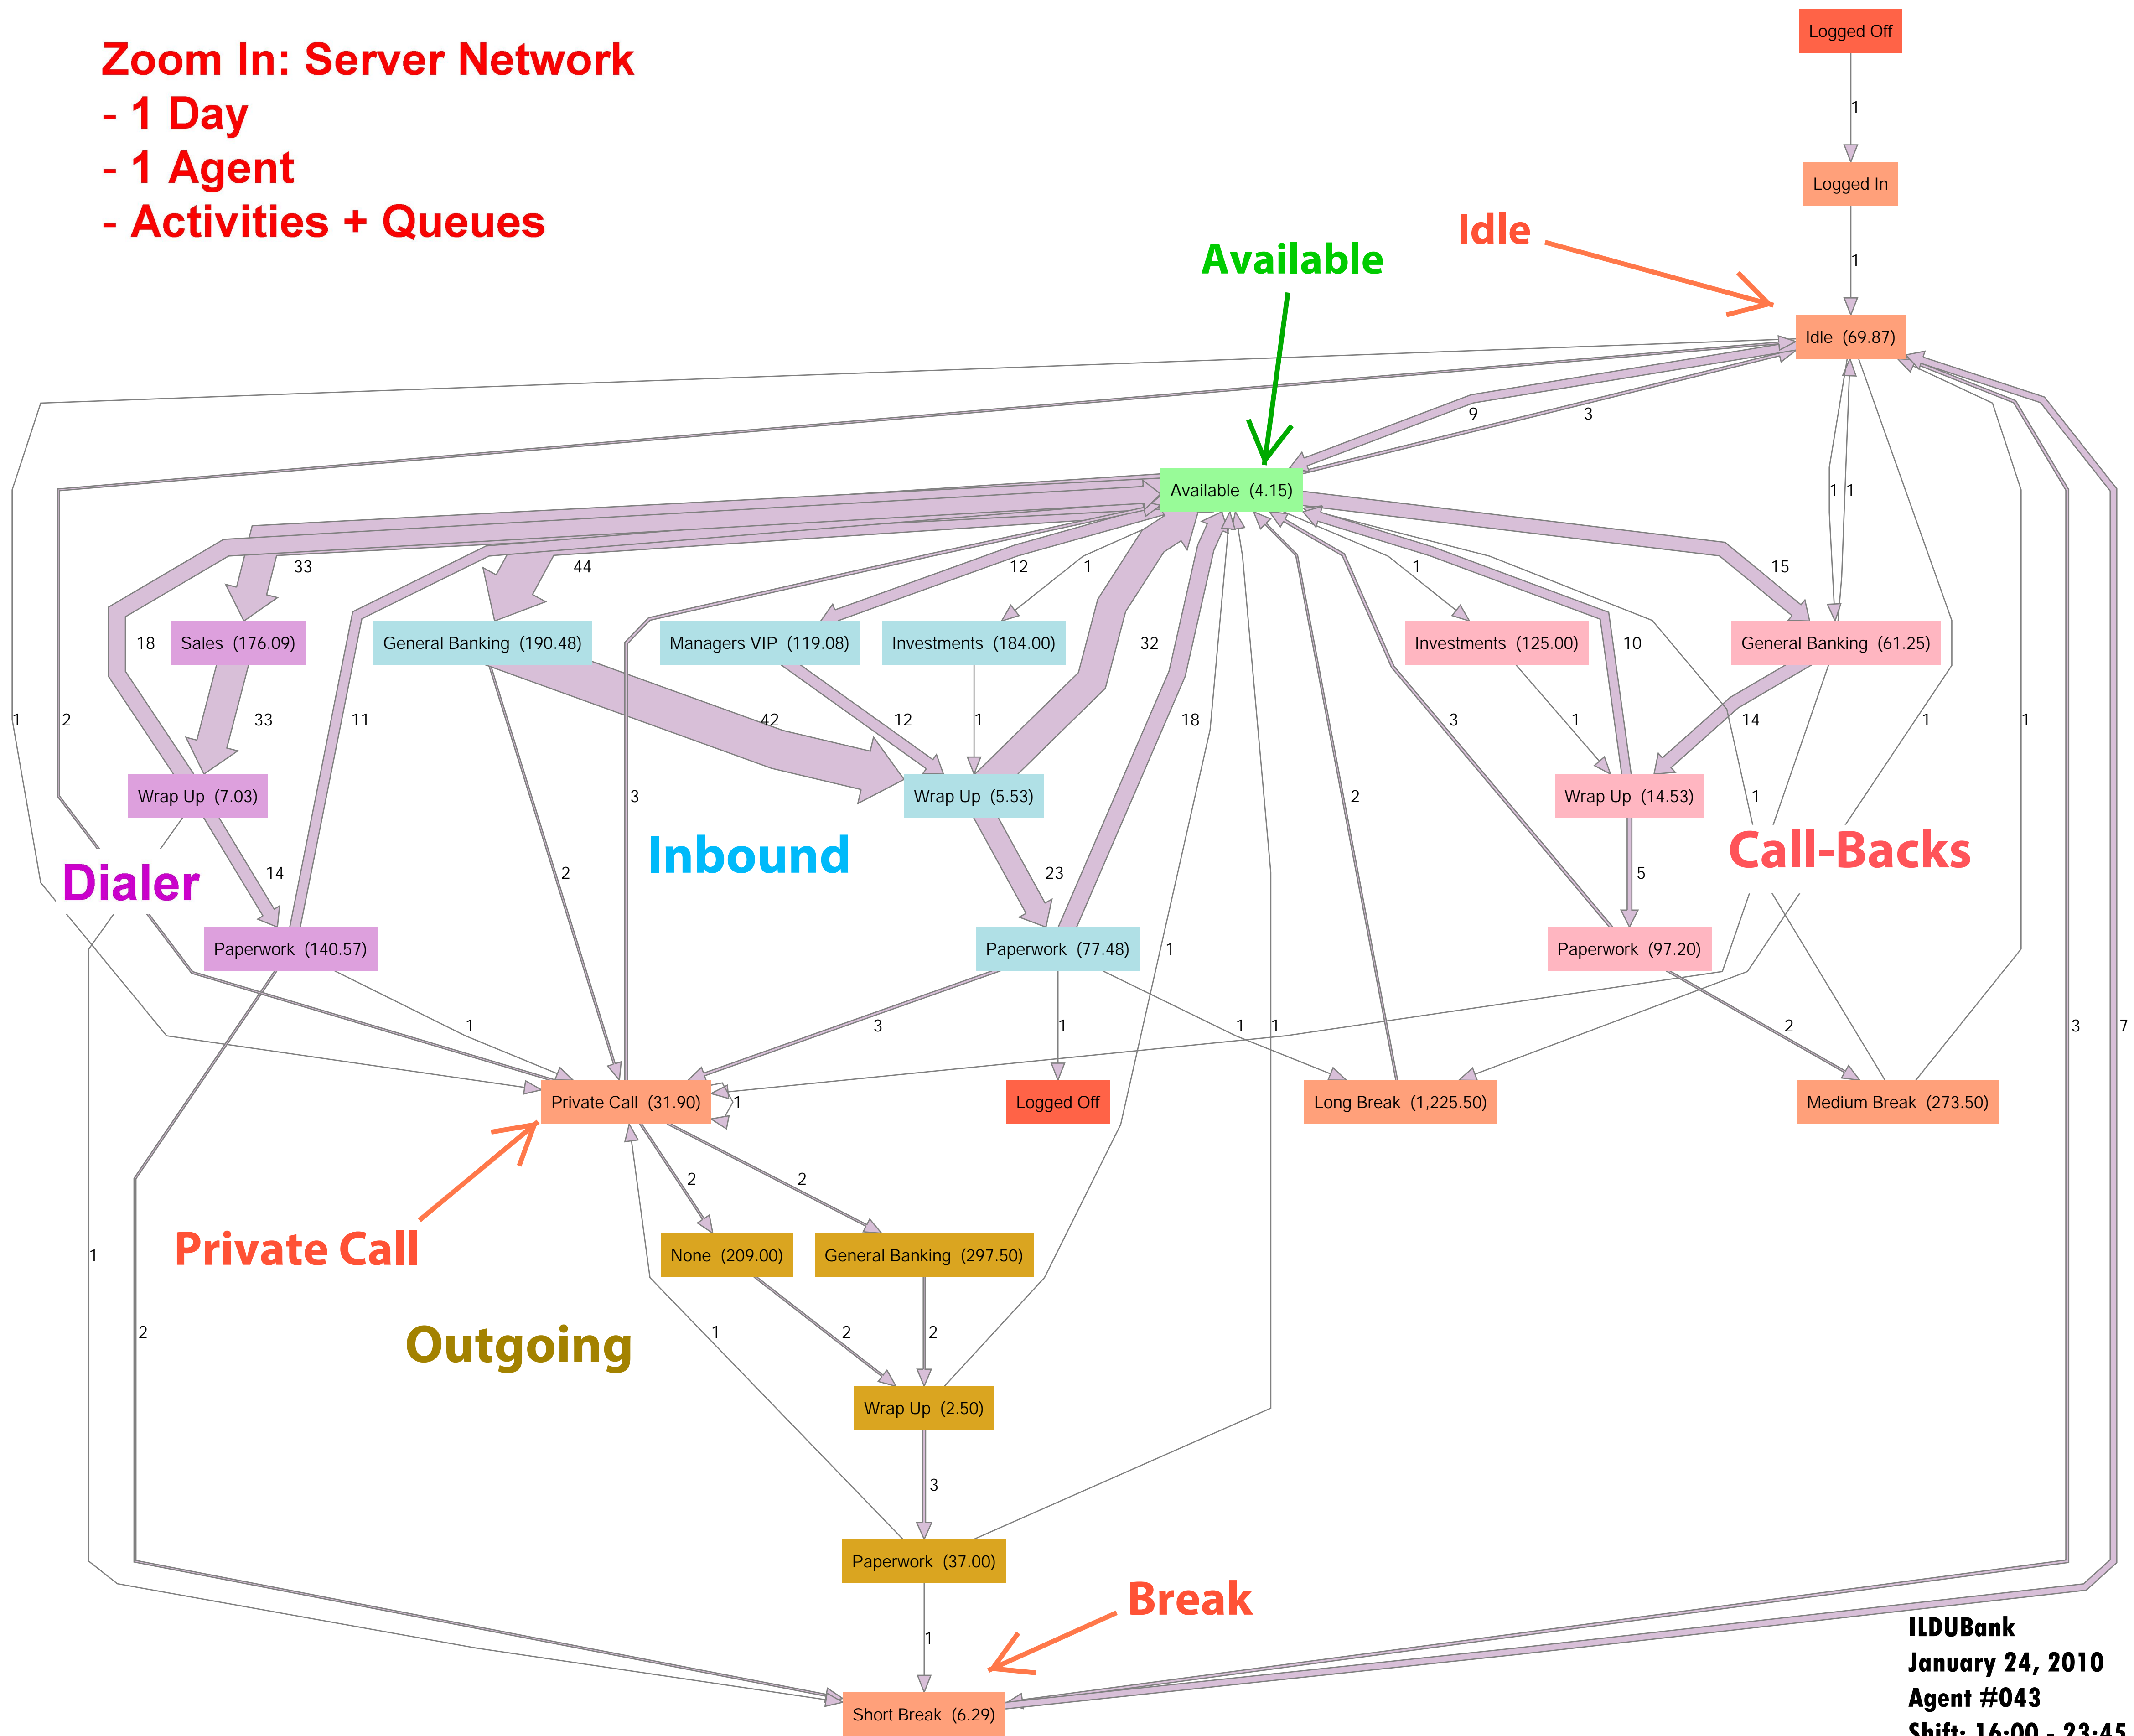 Zoom In: Server Network
- 1 Day
- 1 Agent
- Activities + Queues
Logged Off
1
Logged In
1
Idle
Available
Idle (69.87)
9
3
Available (4.15)
1
1
33
44
12
1
1
15
18
Sales (176.09)
General Banking (190.48)
Managers VIP (119.08)
Investments (184.00)
32
Investments (125.00)
10
General Banking (61.25)
1
2
33
11
42
12
1
18
3
1
14
1
1
Wrap Up (7.03)
3
Wrap Up (5.53)
2
Wrap Up (14.53)
1
Inbound
Call-Backs
Dialer
14
2
23
5
Paperwork (140.57)
Paperwork (77.48)
1
Paperwork (97.20)
1
3
1
1
1
2
3
7
Private Call (31.90)
1
Logged Off
Long Break (1,225.50)
Medium Break (273.50)
2
2
Private Call
1
None (209.00)
General Banking (297.50)
Outgoing
2
1
2
2
Wrap Up (2.50)
3
Paperwork (37.00)
Break
1
ILDUBank
January 24, 2010
Agent #043
Short Break (6.29)
Shift: 16:00 - 23:45